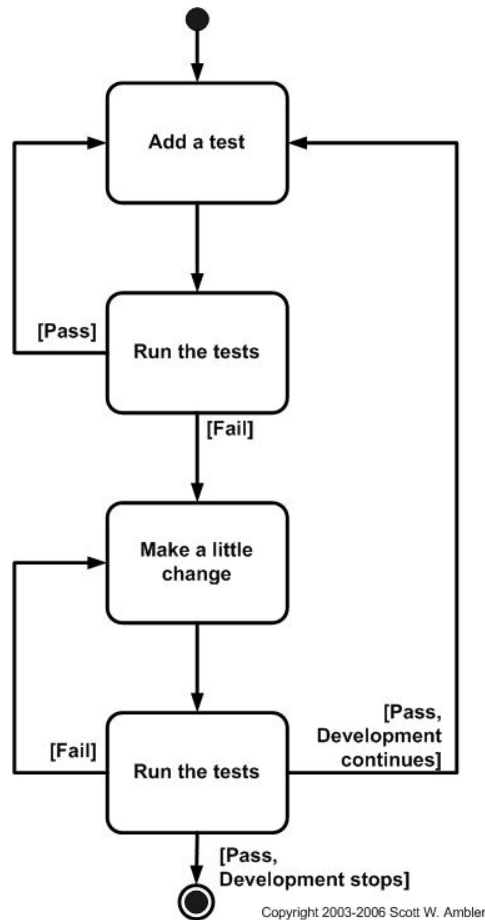 Add a test
[Pass]
Run the tests
[Fail]
Make a little
change
[Pass,
Development
continues]
[Fail]
Run the tests
[Pass,
Development stops]
Copyright 2003-2006 Scott W. Ambler